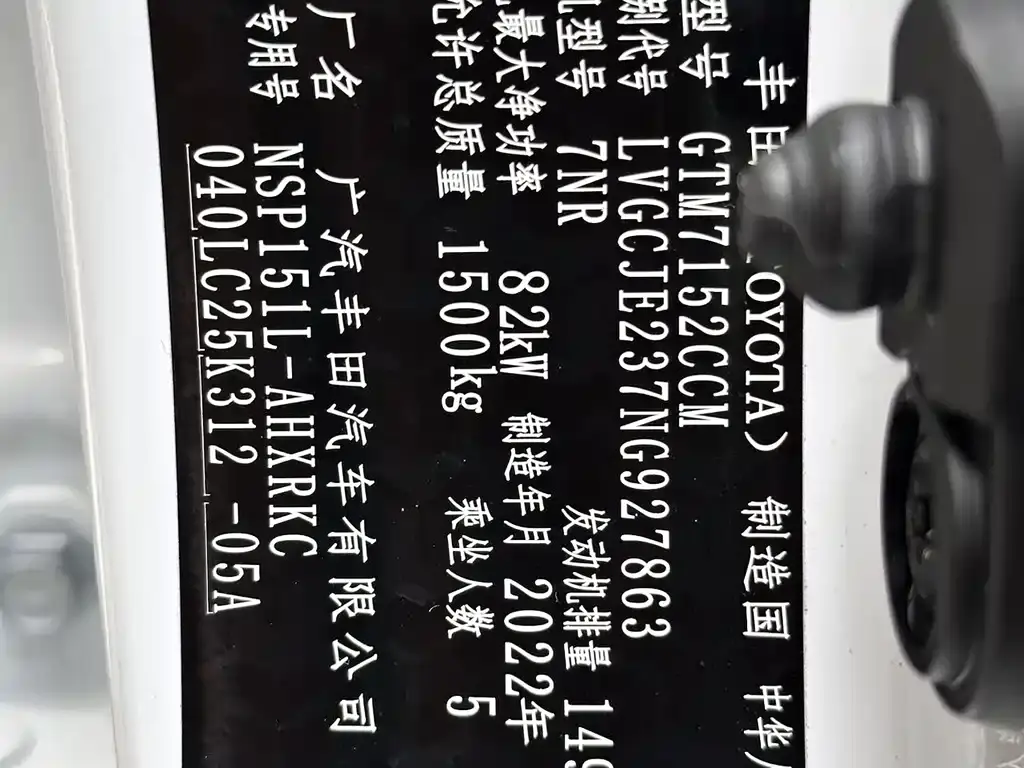 丰田 OYOTA) 制造国 中华
型号 GTM7152CCM
别代号 LVGCJE237NG927863
型号 7NR 发动机排量 149
最大净功率 82kW 制造年月 2022年
允许总质量 1500kg 乘坐人数 5
厂名 广汽丰田汽车有限公司
专用号 NSP151L-AHXRKC
040LC25K312 -05A